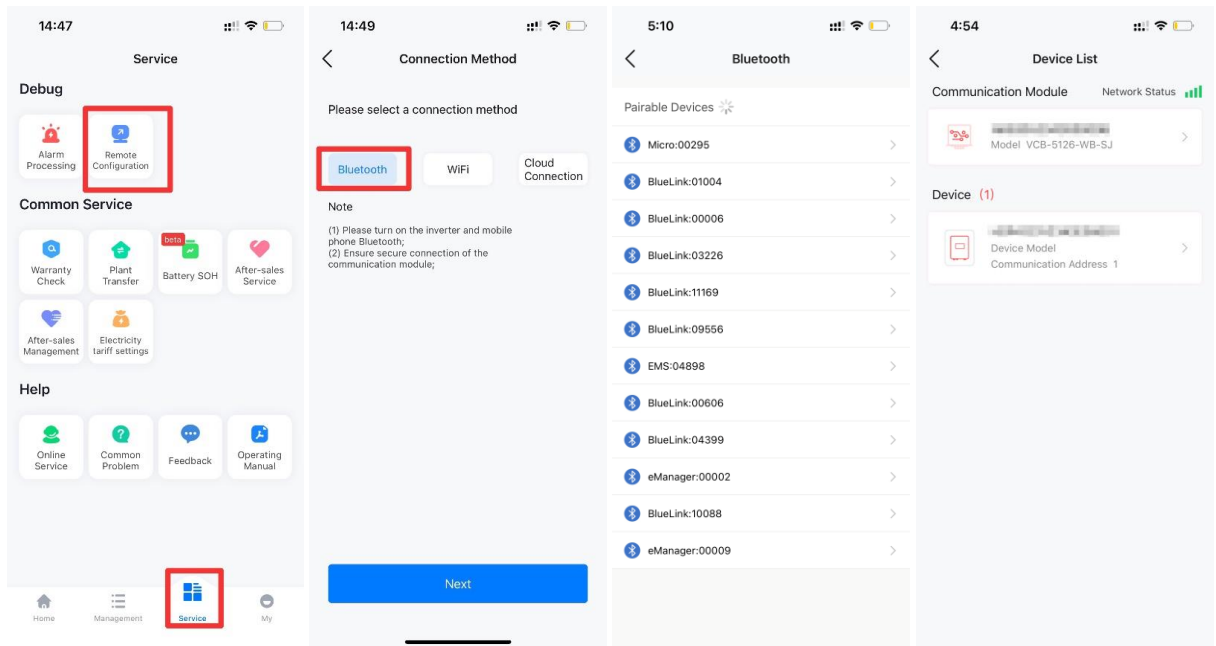 14:47
Service
Debug
Alarm
Processing
Remote
Configuration
Common Service
Warranty
Check
Plant
Transfer
beta
Battery SOH
After-sales
Service
After-sales
Management
Electricity
tariff settings
Help
Online
Service
Common
Problem
Feedback
Operating
Manual
Home
Management
Service
My
14:49
Connection Method
Please select a connection method
Bluetooth
WiFi
Cloud
Connection
Note
(1) Please turn on the inverter and mobile
phone Bluetooth;
(2) Ensure secure connection of the
communication module;
Next
5:10
Bluetooth
Pairable Devices
Micro:00295
BlueLink:01004
BlueLink:00006
BlueLink:03226
BlueLink:11169
BlueLink:09556
EMS:04898
BlueLink:00606
BlueLink:04399
eManager:00002
BlueLink:10088
eManager:00009
4:54
Device List
Communication Module
Network Status
Model VCB-5126-WB-SJ
Device (1)
Device Model
Communication Address 1